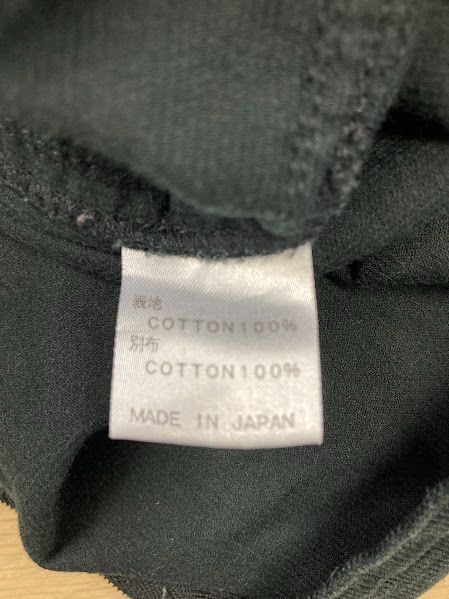 表地
COTTON100%
別布
COTTON100%
MADE IN JAPAN